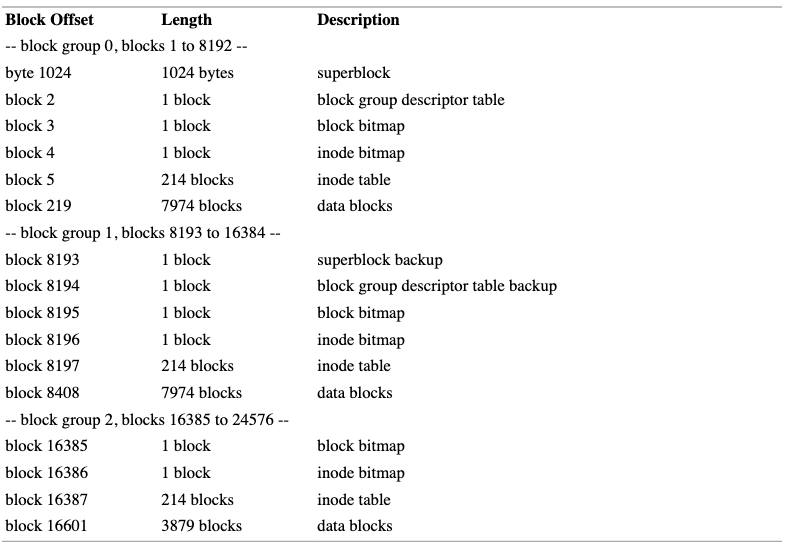 Block Offset Length Description
-- block group 0, blocks 1 to 8192 --
byte 1024 1024 bytes superblock
block 2 1 block block group descriptor table
block 3 1 block block bitmap
block 4 1 block inode bitmap
block 5 214 blocks inode table
block 219 7974 blocks data blocks
-- block group 1, blocks 8193 to 16384 --
block 8193 1 block superblock backup
block 8194 1 block block group descriptor table backup
block 8195 1 block block bitmap
block 8196 1 block inode bitmap
block 8197 214 blocks inode table
block 8408 7974 blocks data blocks
-- block group 2, blocks 16385 to 24576 --
block 16385 1 block block bitmap
block 16386 1 block inode bitmap
block 16387 214 blocks inode table
block 16601 3879 blocks data blocks